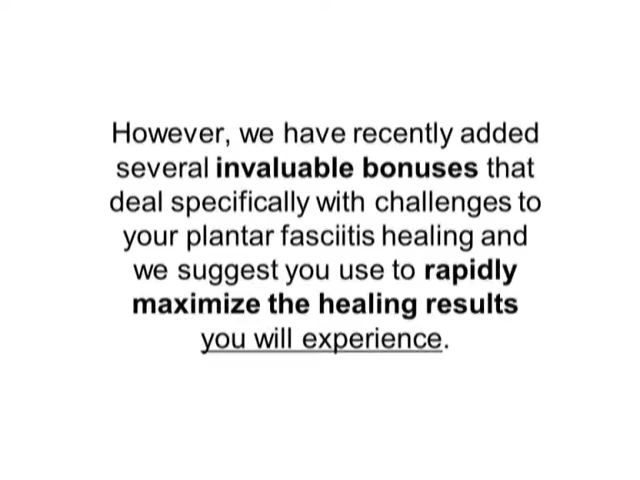 However, we have recently added
several invaluable bonuses that
deal specifically with challenges to
your plantar fasciitis healing and
we suggest you use to rapidly
maximize the healing results
you will experience.